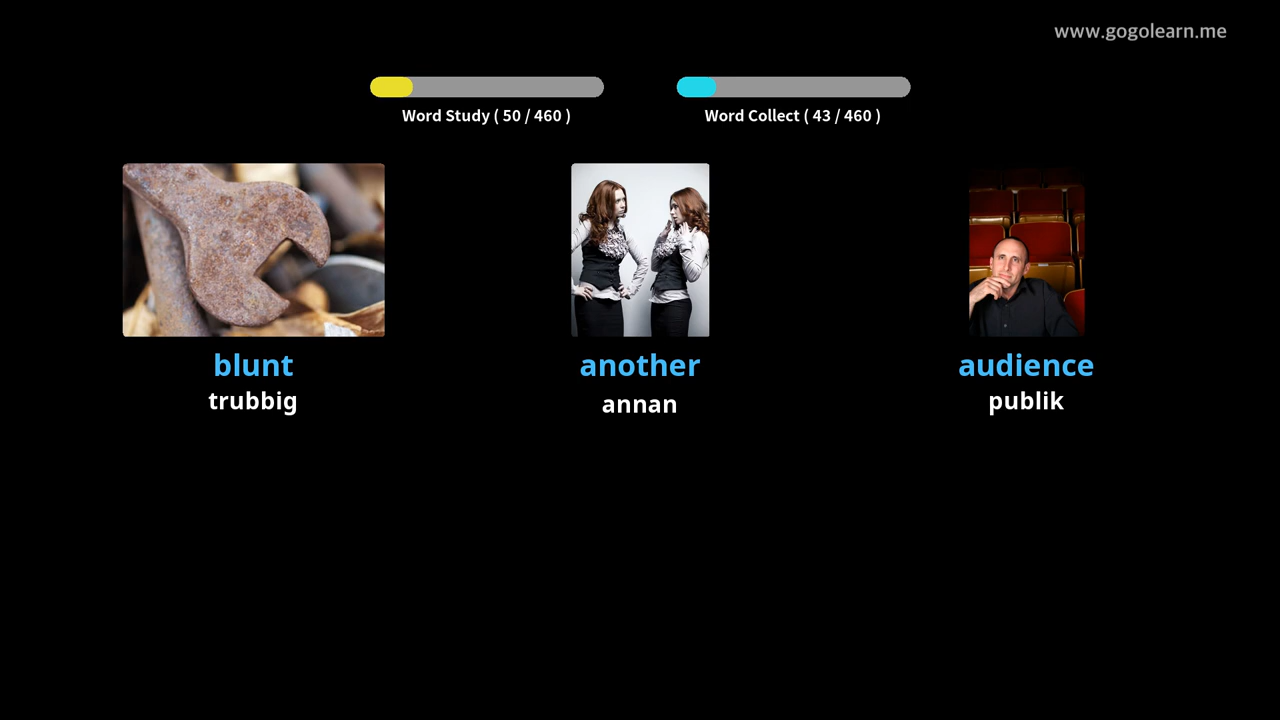 www.gogolearn.me
Word Study ( 50 / 460 )
Word Collect ( 43 / 460 )
blunt
trubbig
another
annan
audience
publik